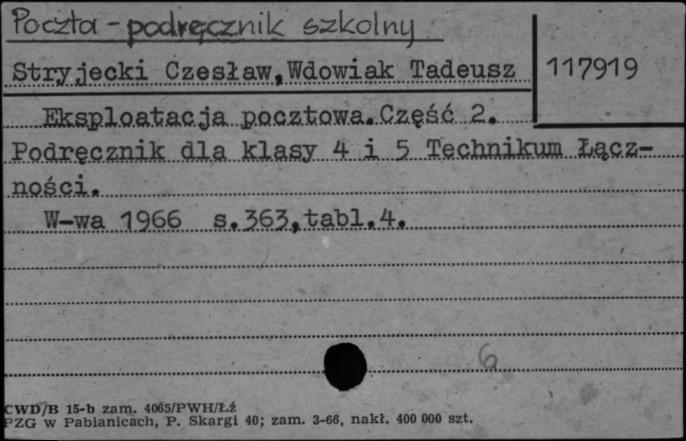 Poczta - podręcznik szkolny
Stryjecki Czesław, Wdowiak Tadeusz
117919
Eksploatacja pocztowa. Część 2.
Podręcznik dla klasy 4 i 5 Technikum Łącz-
ności.
W-wa 1966 s. 363, tabl. 4.
6
CWD/B 15-b zam. 4065/PWH/Łź
PZG w Pabianicach, P. Skargi 40; zam. 3-66, nakł. 400 000 szt.